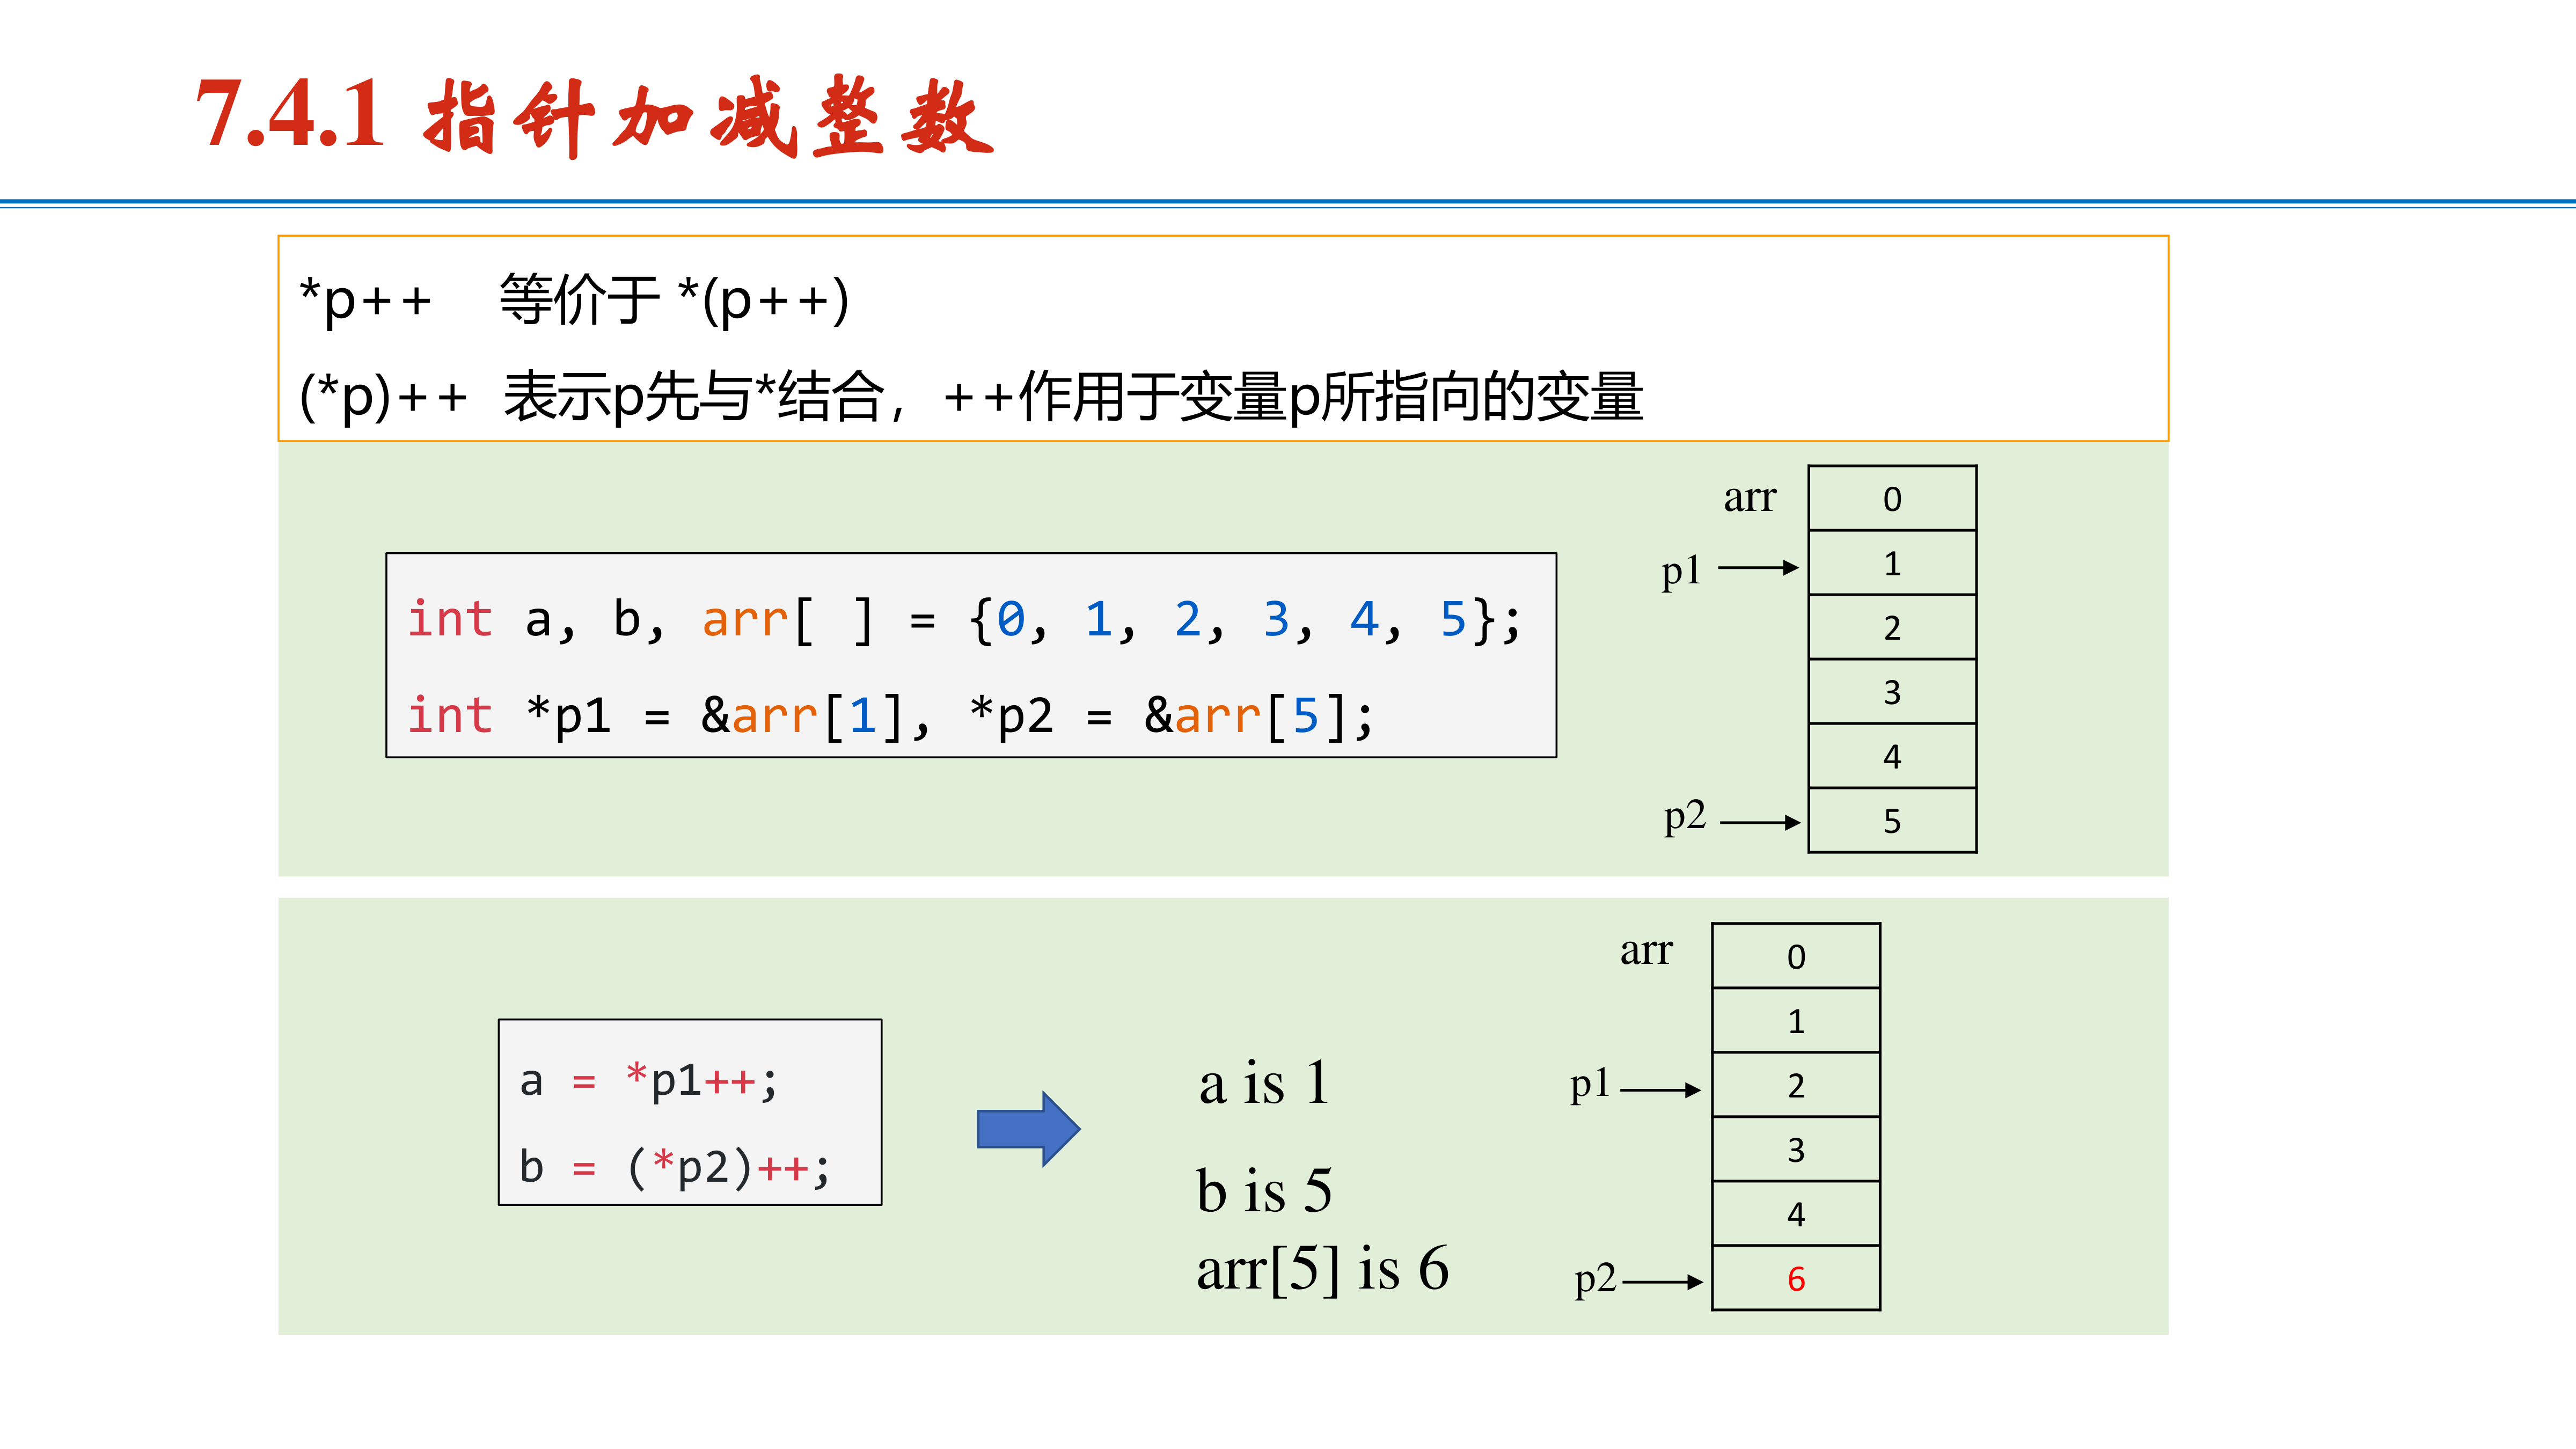 7.4.1 指针加减整数
*p++ 等价于 *(p++)
(*p)++ 表示p先与*结合，++作用于变量p所指向的变量
int a, b, arr[ ] = {0, 1, 2, 3, 4, 5};
int *p1 = &arr[1], *p2 = &arr[5];
arr 0
p1 1
2
3
4
p2 5
a = *p1++;
b = (*p2)++;
a is 1
b is 5
arr[5] is 6
arr 0
1
p1 2
3
4
p2 6